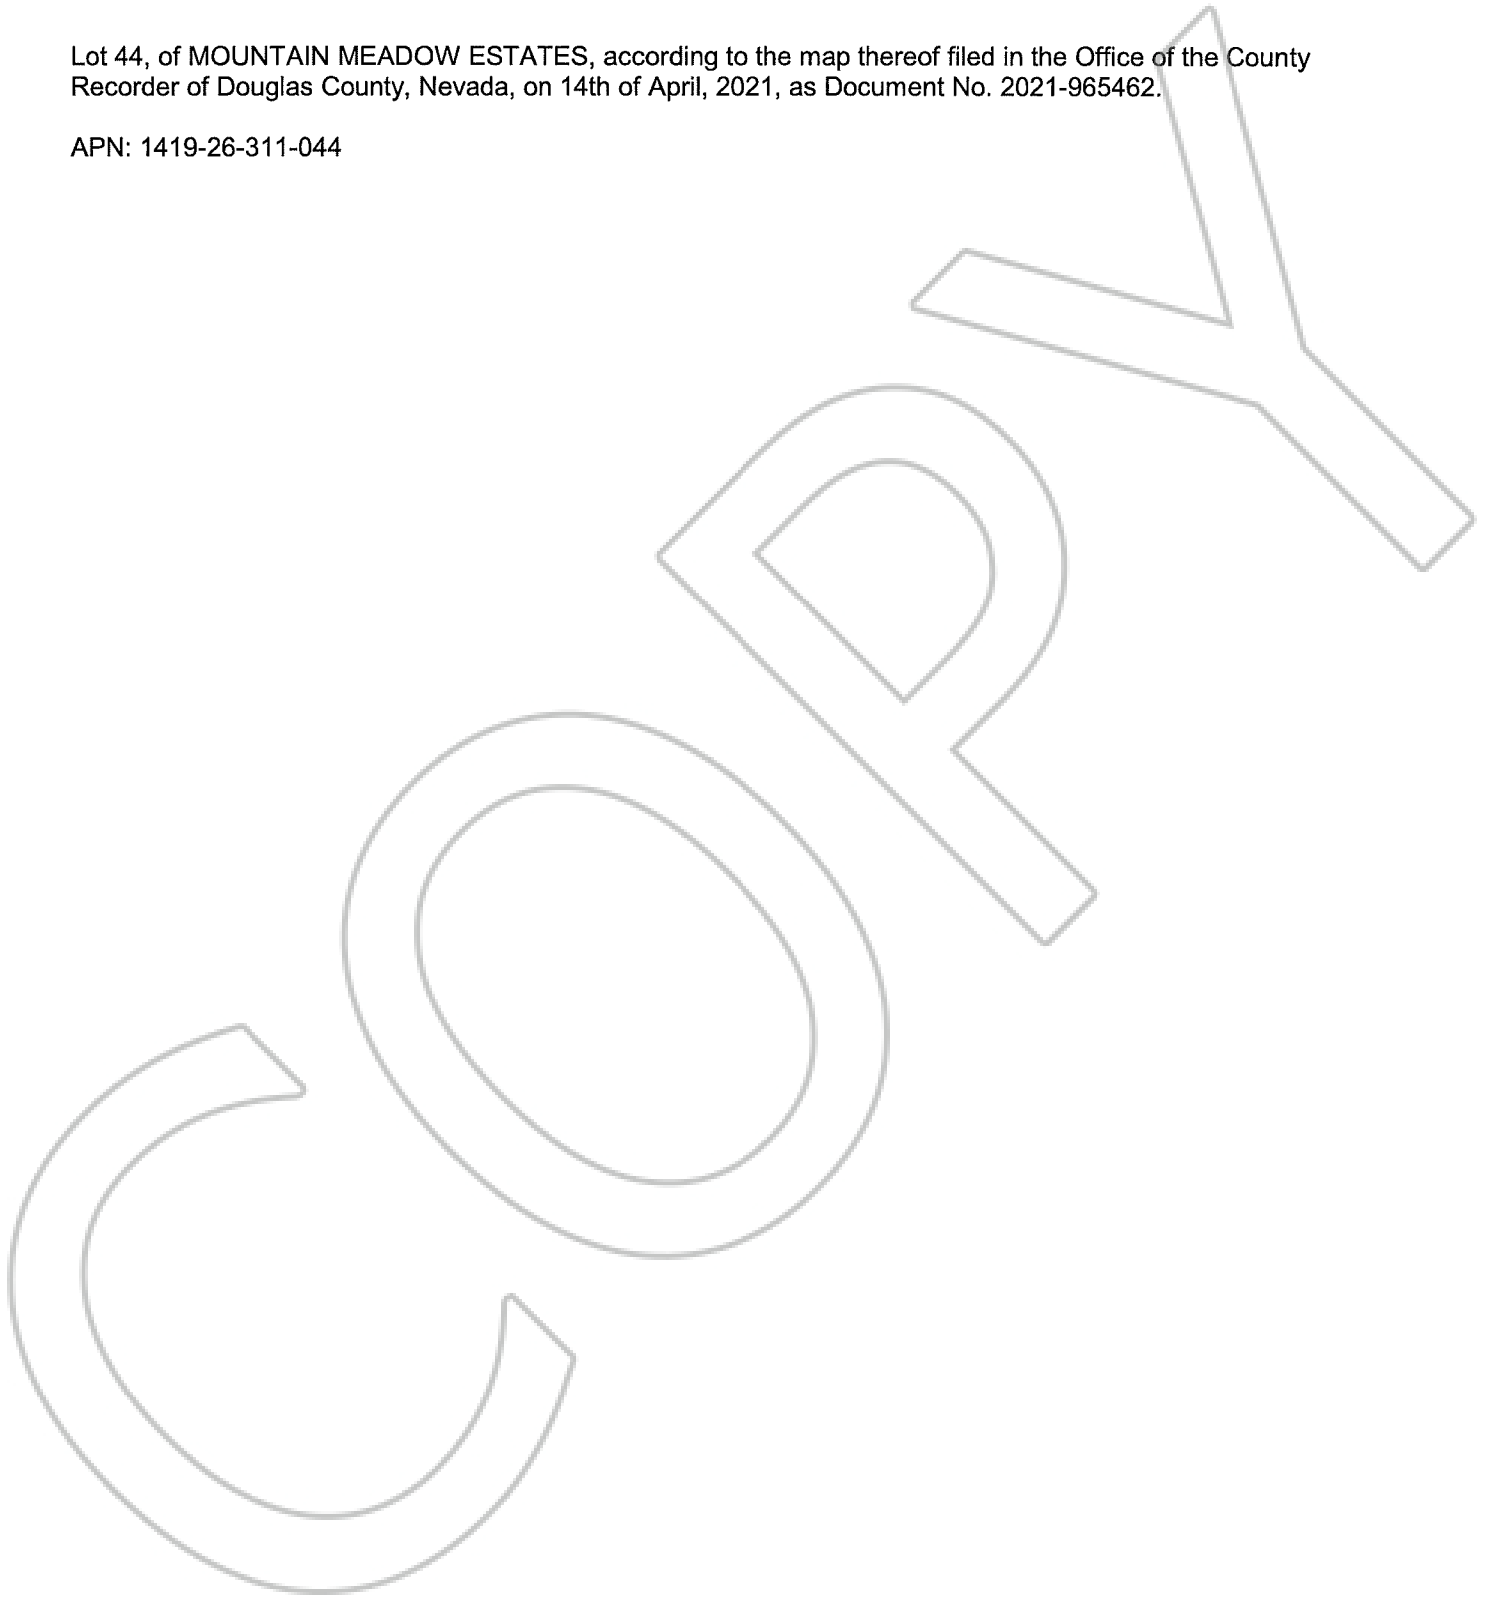 Lot 44, of MOUNTAIN MEADOW ESTATES, according to the map thereof filed in the Office of the County
Recorder of Douglas County, Nevada, on 14th of April, 2021, as Document No. 2021-965462.
APN: 1419-26-311-044
COPY